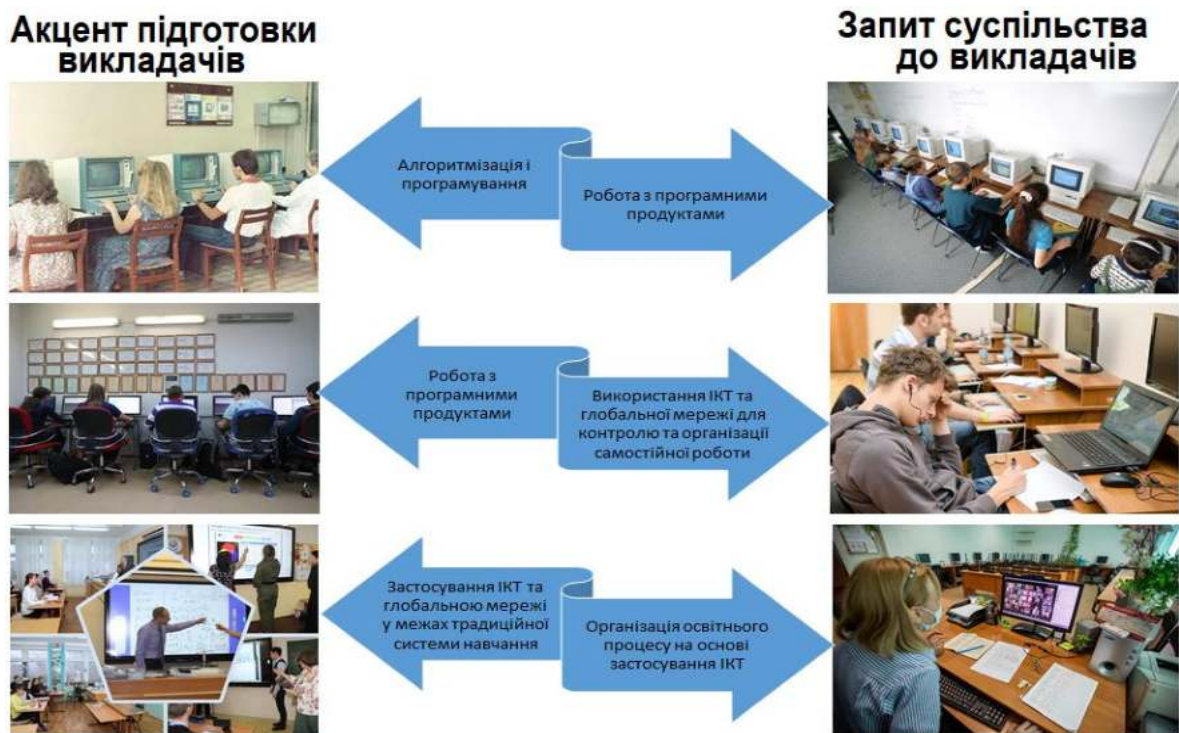 Акцент підготовки
викладачів
Запит суспільства
до викладачів
Алгоритмізація і
програмування
Робота з програмними
продуктами
Робота з
програмними
продуктами
Використання ІКТ та
глобальної мережі для
контролю та організації
самостійної роботи
Застосування ІКТ та
глобальною мережі
у межах традиційної
системи навчання
Організація освітнього
процесу на основі
застосування ІКТ